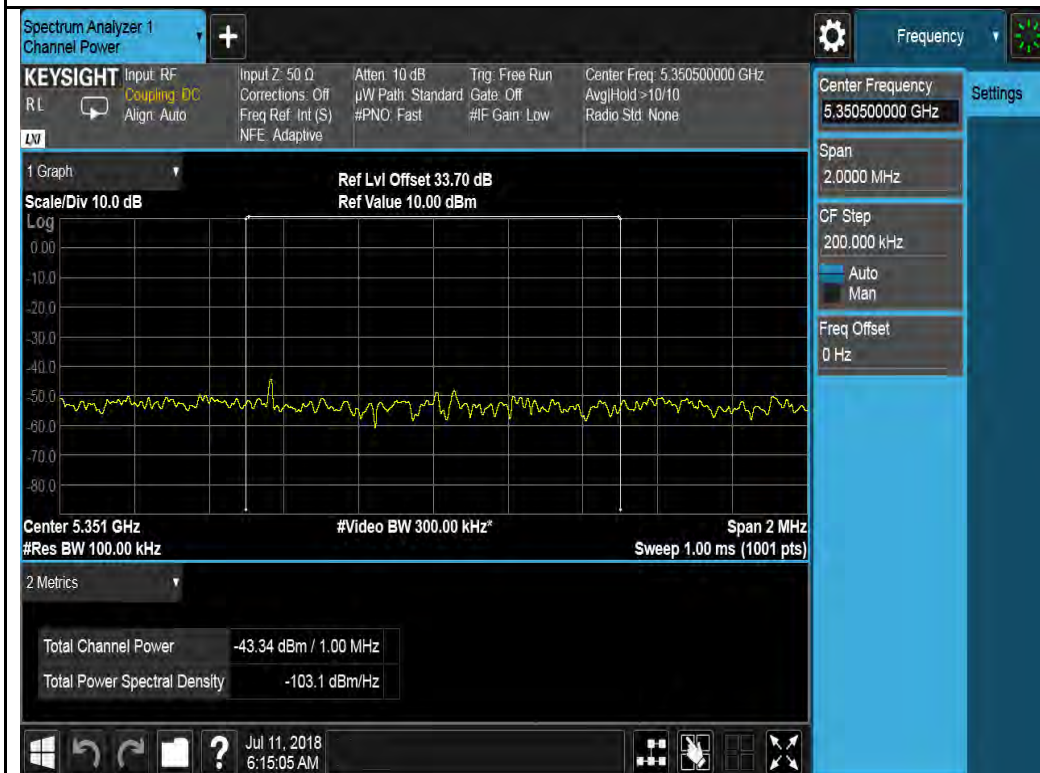 Spectrum Analyzer 1
Channel Power
+
Frequency
KEYSIGHT
R L
LXI
Input: RF
Coupling: DC
Align: Auto
Input Z: 50 Ω
Corrections: Off
Freq Ref: Int (S)
NFE: Adaptive
Atten: 10 dB
µW Path: Standard
#PNO: Fast
Trig: Free Run
Gate: Off
#IF Gain: Low
Center Freq: 5.350500000 GHz
Avg|Hold >10/10
Radio Std: None
Center Frequency
5.350500000 GHz
Settings
Span
2.0000 MHz
CF Step
200.000 kHz
Auto
Man
Freq Offset
0 Hz
1 Graph
Scale/Div 10.0 dB
Ref Lvl Offset 33.70 dB
Ref Value 10.00 dBm
Log
0.00
-10.0
-20.0
-30.0
-40.0
-50.0
-60.0
-70.0
-80.0
Center 5.351 GHz
#Video BW 300.00 kHz*
Span 2 MHz
#Res BW 100.00 kHz
Sweep 1.00 ms (1001 pts)
2 Metrics
Total Channel Power -43.34 dBm / 1.00 MHz
Total Power Spectral Density -103.1 dBm/Hz
?
Jul 11, 2018
6:15:05 AM